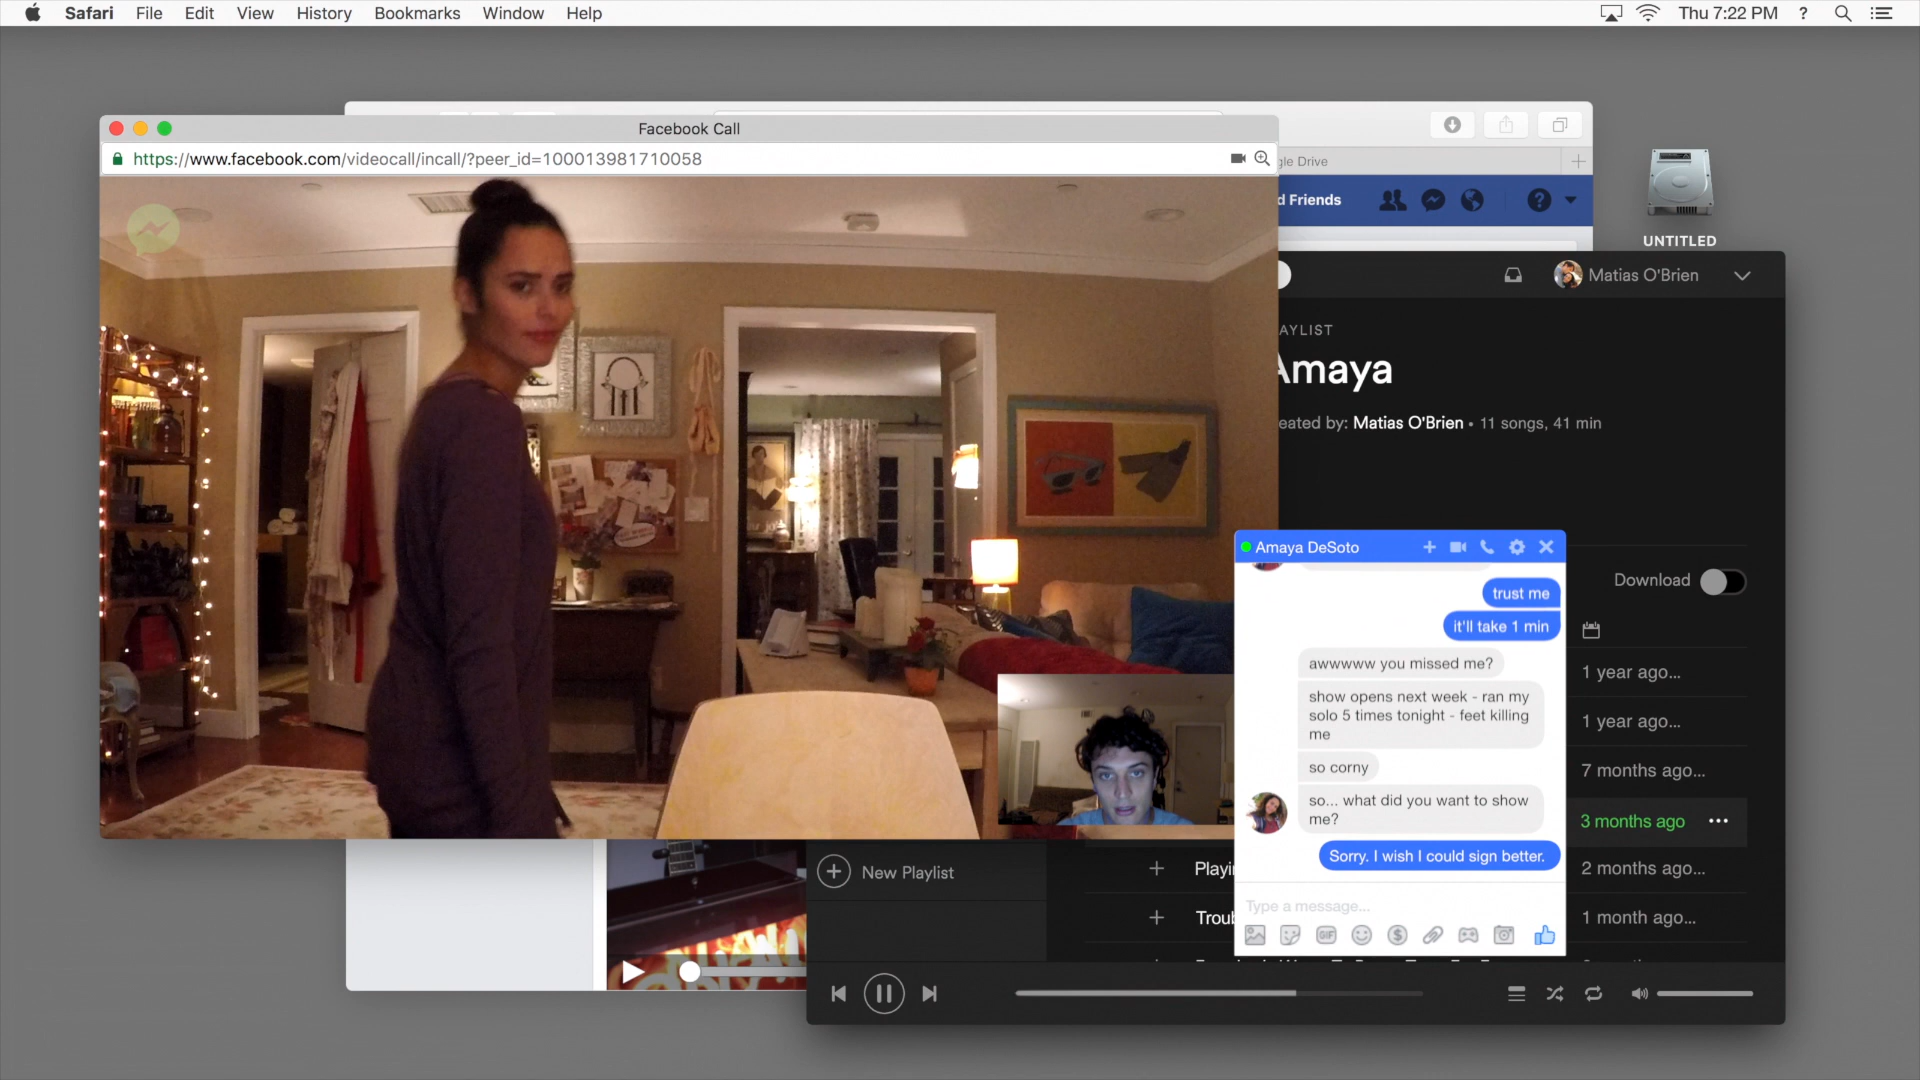 Safari File Edit View History Bookmarks Window Help
Thu 7:22 PM ?
Facebook Call
https://www.facebook.com/videocall/incall/?peer_id=100013981710058
gle Drive
d Friends
?
UNTITLED
Matias O'Brien
AYLIST
Amaya
eated by: Matias O'Brien • 11 songs, 41 min
Download
Amaya DeSoto
trust me
it'll take 1 min
awwwww you missed me?
show opens next week - ran my
solo 5 times tonight - feet killing
me
so corny
so... what did you want to show
me?
Sorry. I wish I could sign better.
Type a message...
GIF
$
1 year ago...
1 year ago...
7 months ago...
3 months ago
2 months ago...
1 month ago...
New Playlist
Playi
Trou